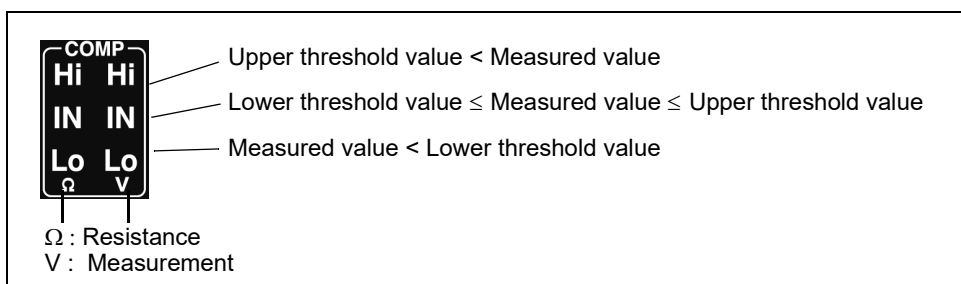 COMP
Hi Hi
Upper threshold value < Measured value
IN IN
Lower threshold value ≤ Measured value ≤ Upper threshold value
Lo Lo
Measured value < Lower threshold value
Ω V
Ω : Resistance
V : Measurement